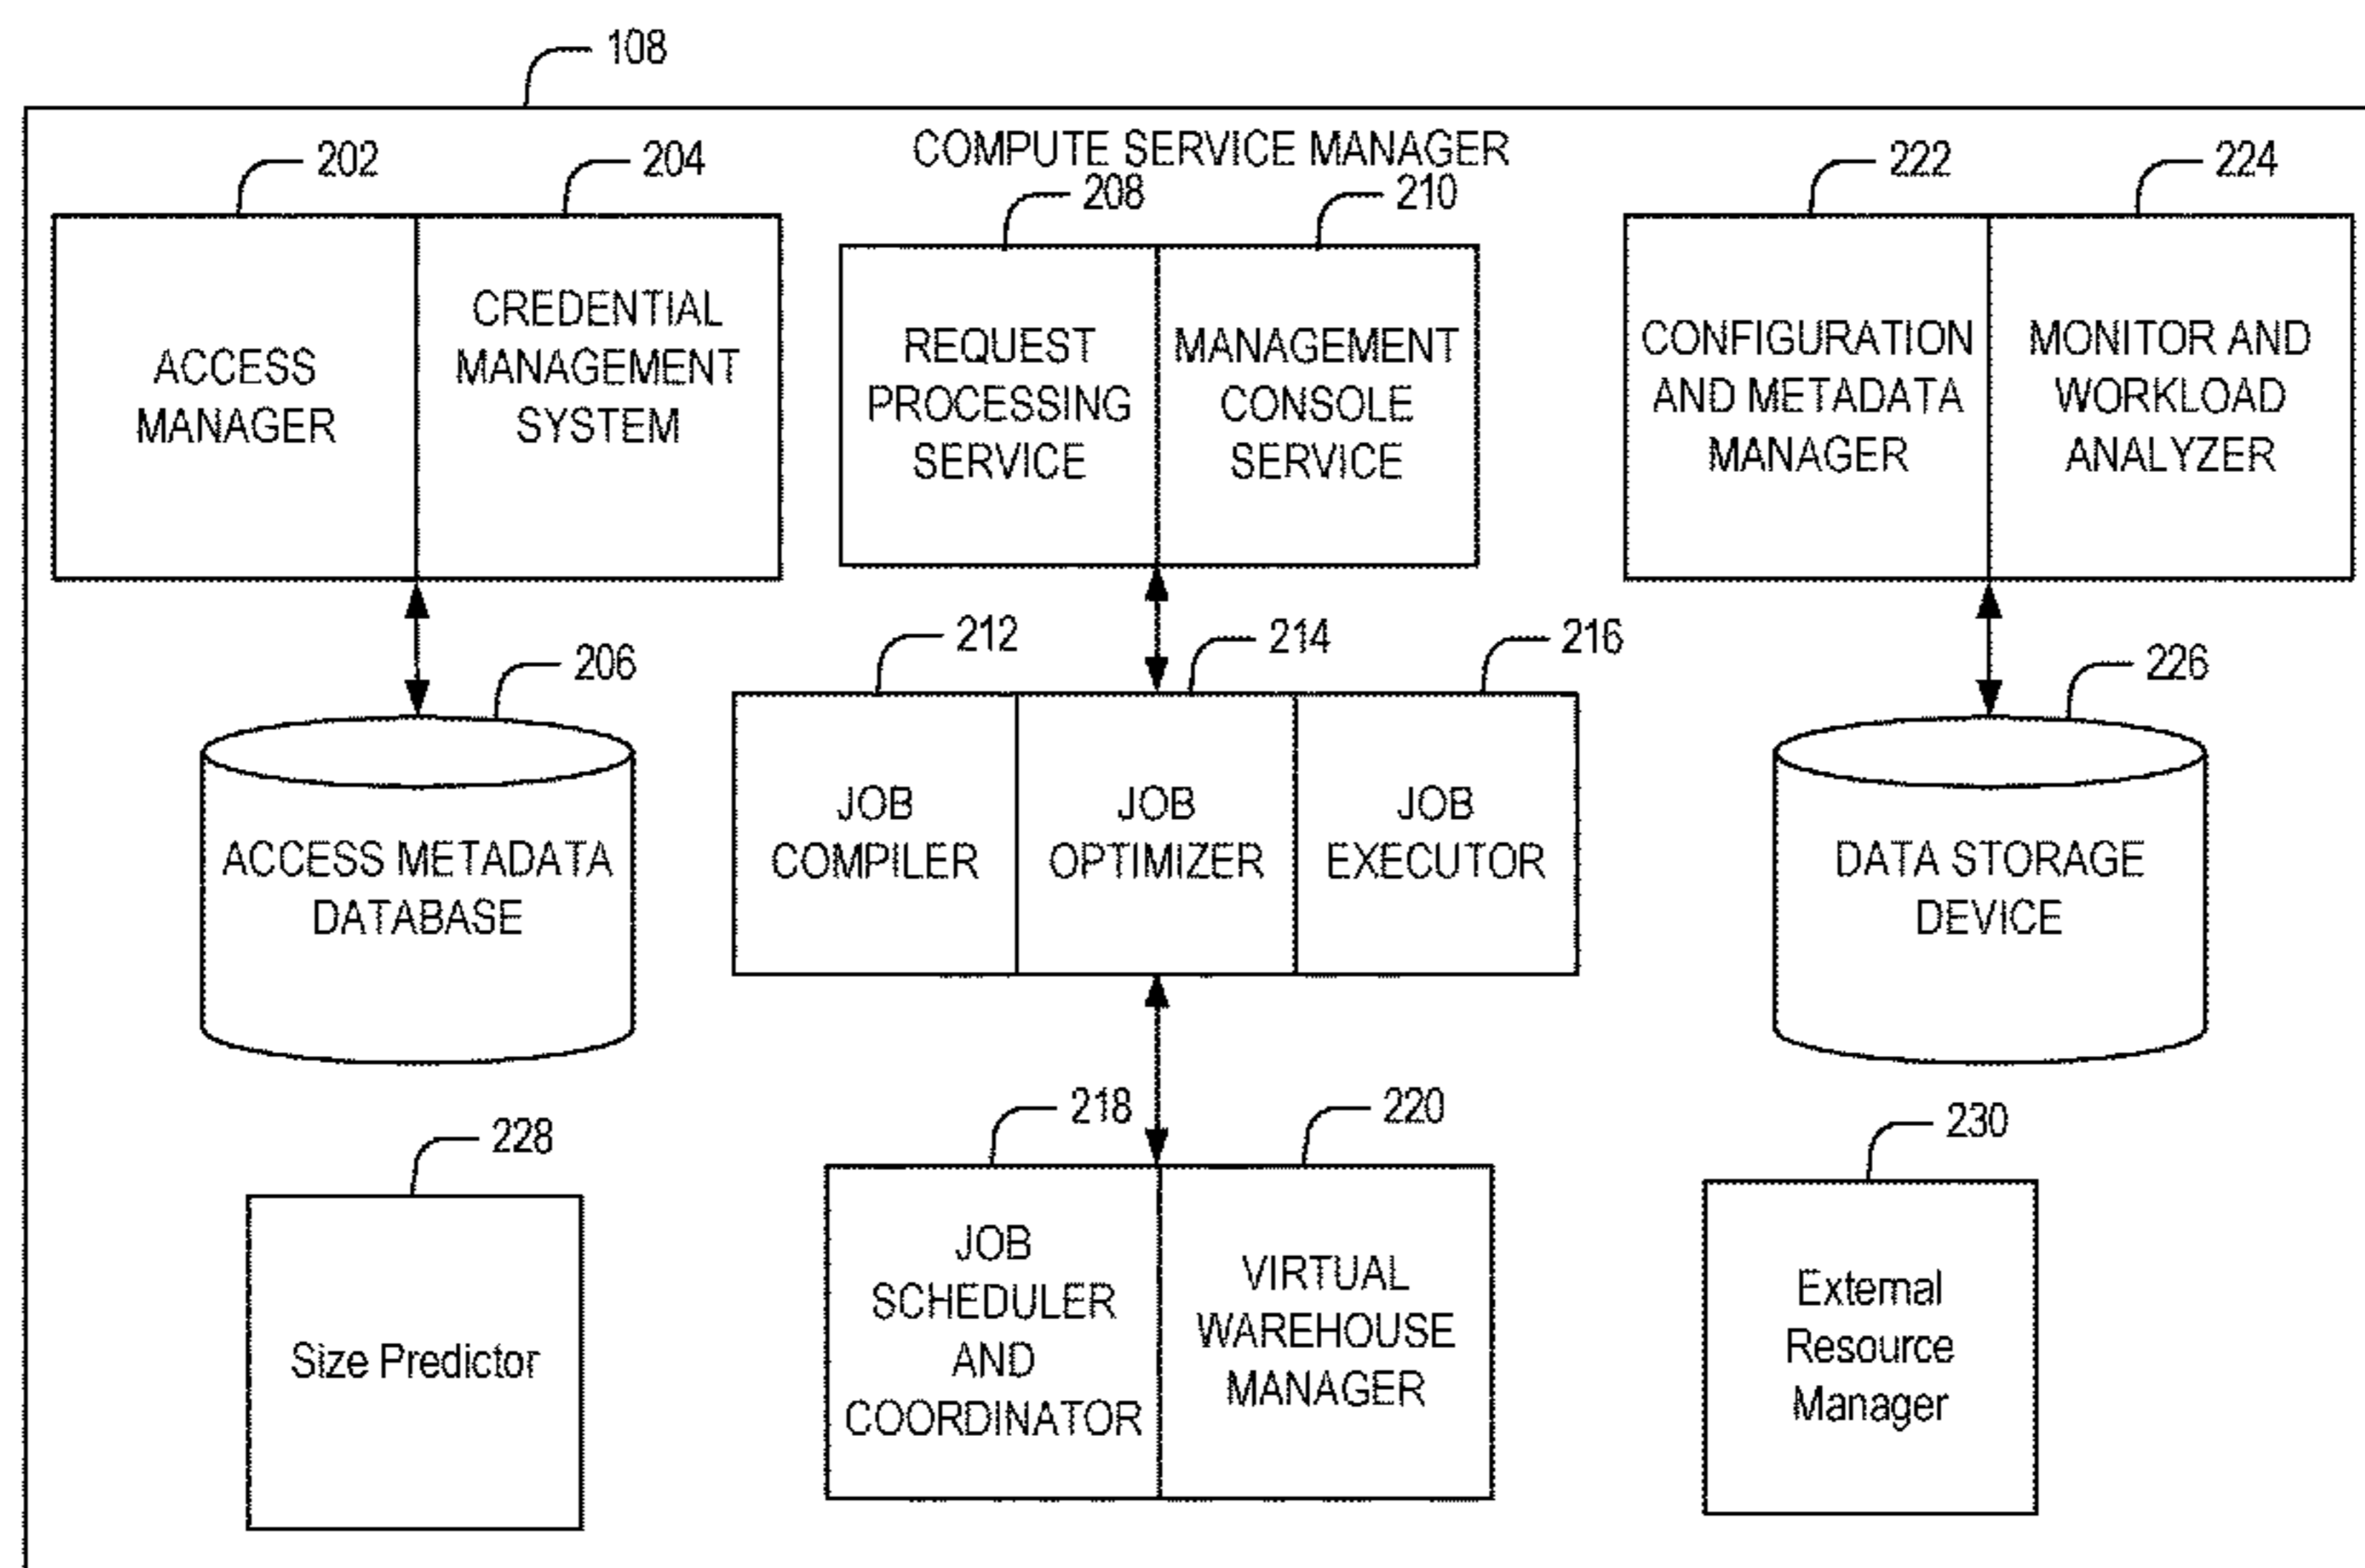 108
COMPUTE SERVICE MANAGER
202
204
208
210
222
224
ACCESS
MANAGER
CREDENTIAL
MANAGEMENT
SYSTEM
REQUEST
PROCESSING
SERVICE
MANAGEMENT
CONSOLE
SERVICE
CONFIGURATION
AND METADATA
MANAGER
MONITOR AND
WORKLOAD
ANALYZER
206
212
214
216
226
ACCESS METADATA
DATABASE
JOB
COMPILER
JOB
OPTIMIZER
JOB
EXECUTOR
DATA STORAGE
DEVICE
228
218
220
230
Size Predictor
JOB
SCHEDULER
AND
COORDINATOR
VIRTUAL
WAREHOUSE
MANAGER
External
Resource
Manager